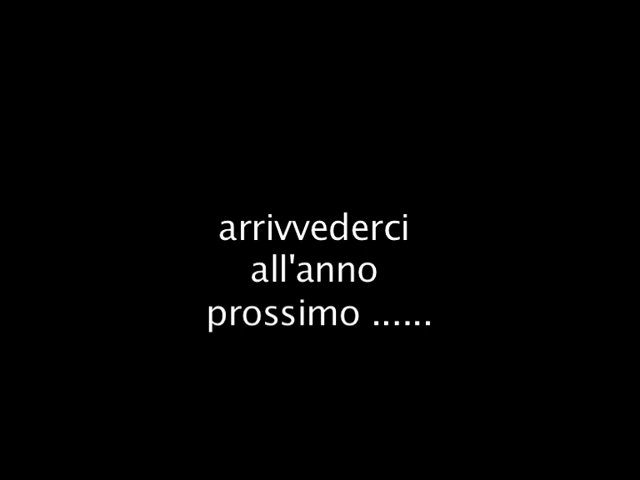 arrivvederci
all'anno
prossimo ......